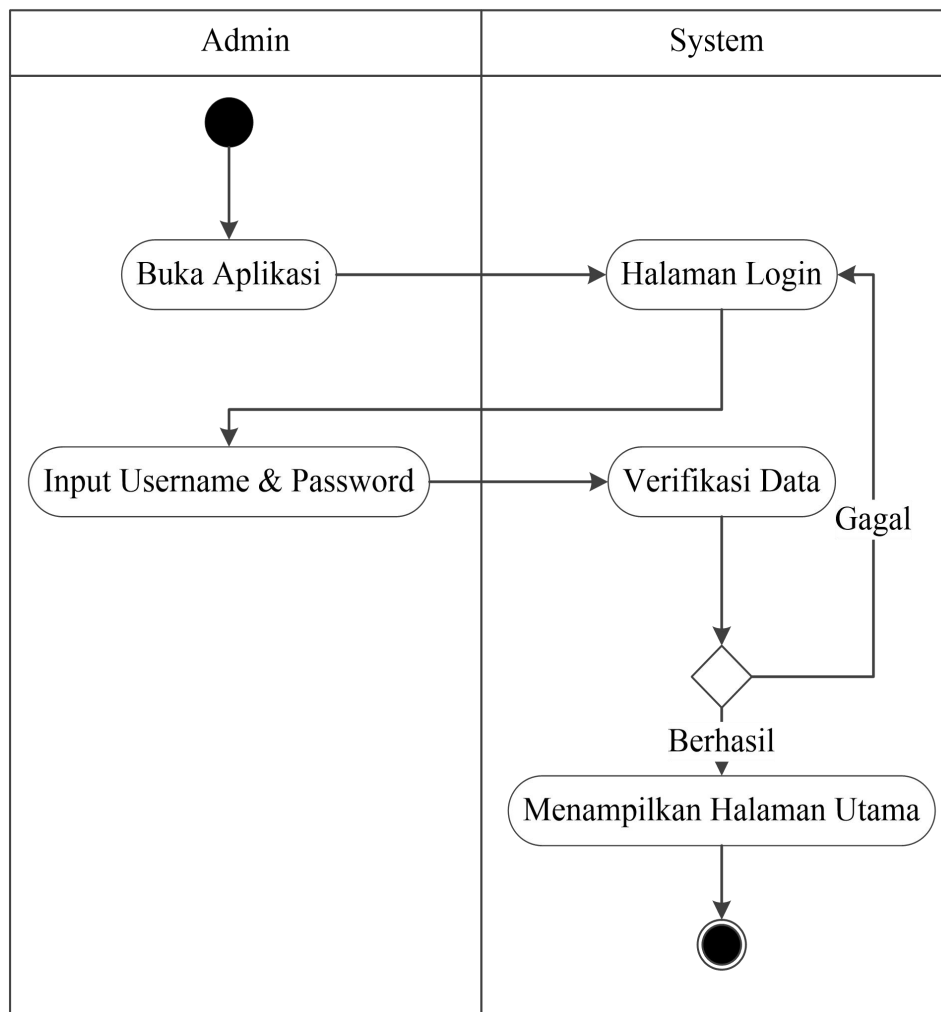 Admin
System
Buka Aplikasi
Halaman Login
Input Username & Password
Verifikasi Data
Gagal
Berhasil
Menampilkan Halaman Utama